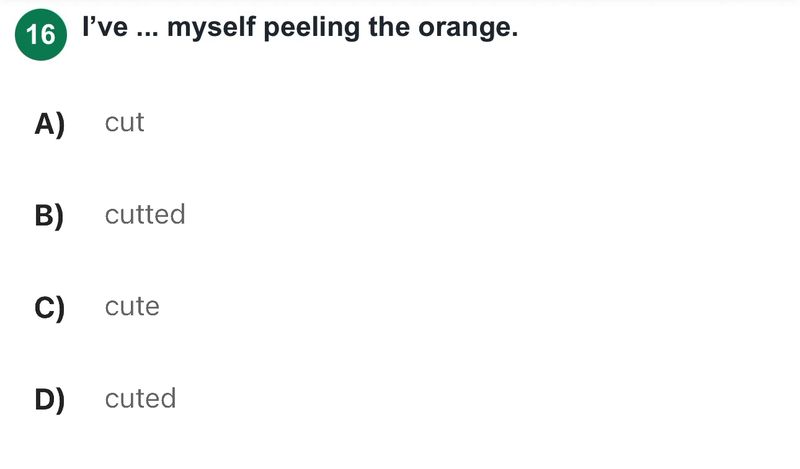 16 I’ve ... myself peeling the orange.
A) cut
B) cutted
C) cute
D) cuted